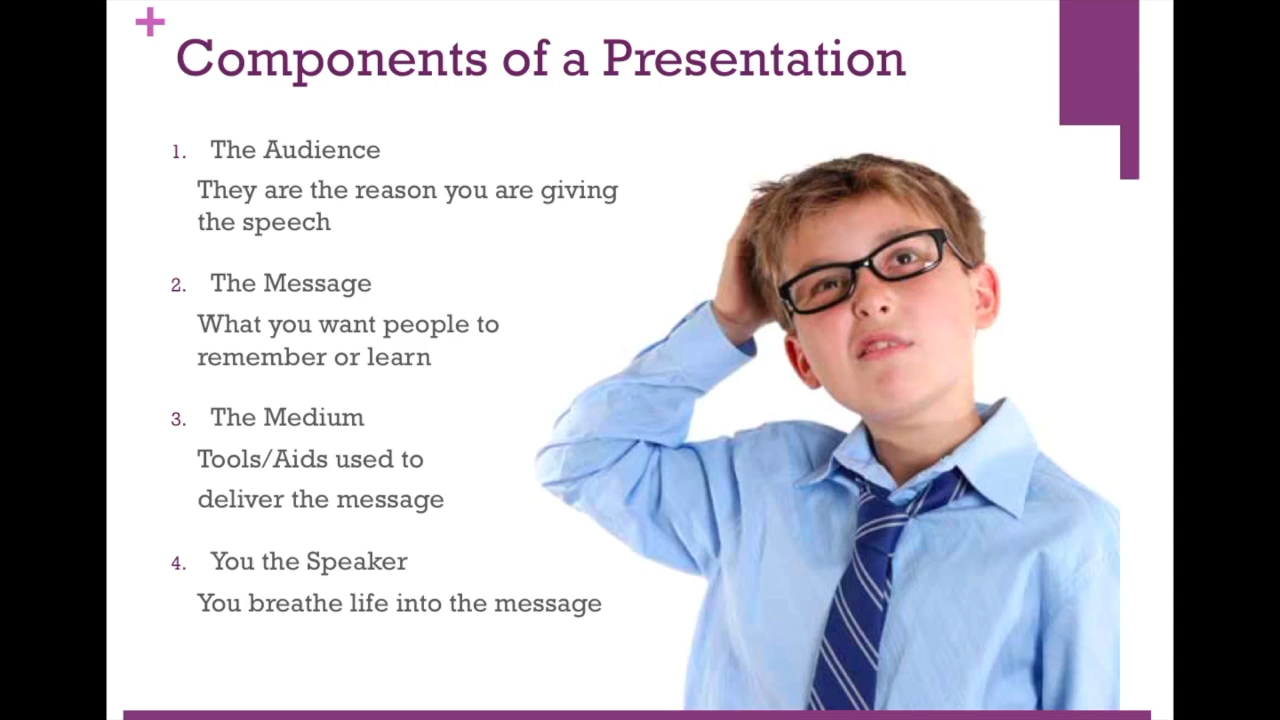 Components of a Presentation
1. The Audience
They are the reason you are giving
the speech
2. The Message
What you want people to
remember or learn
3. The Medium
Tools/Aids used to
deliver the message
4. You the Speaker
You breathe life into the message